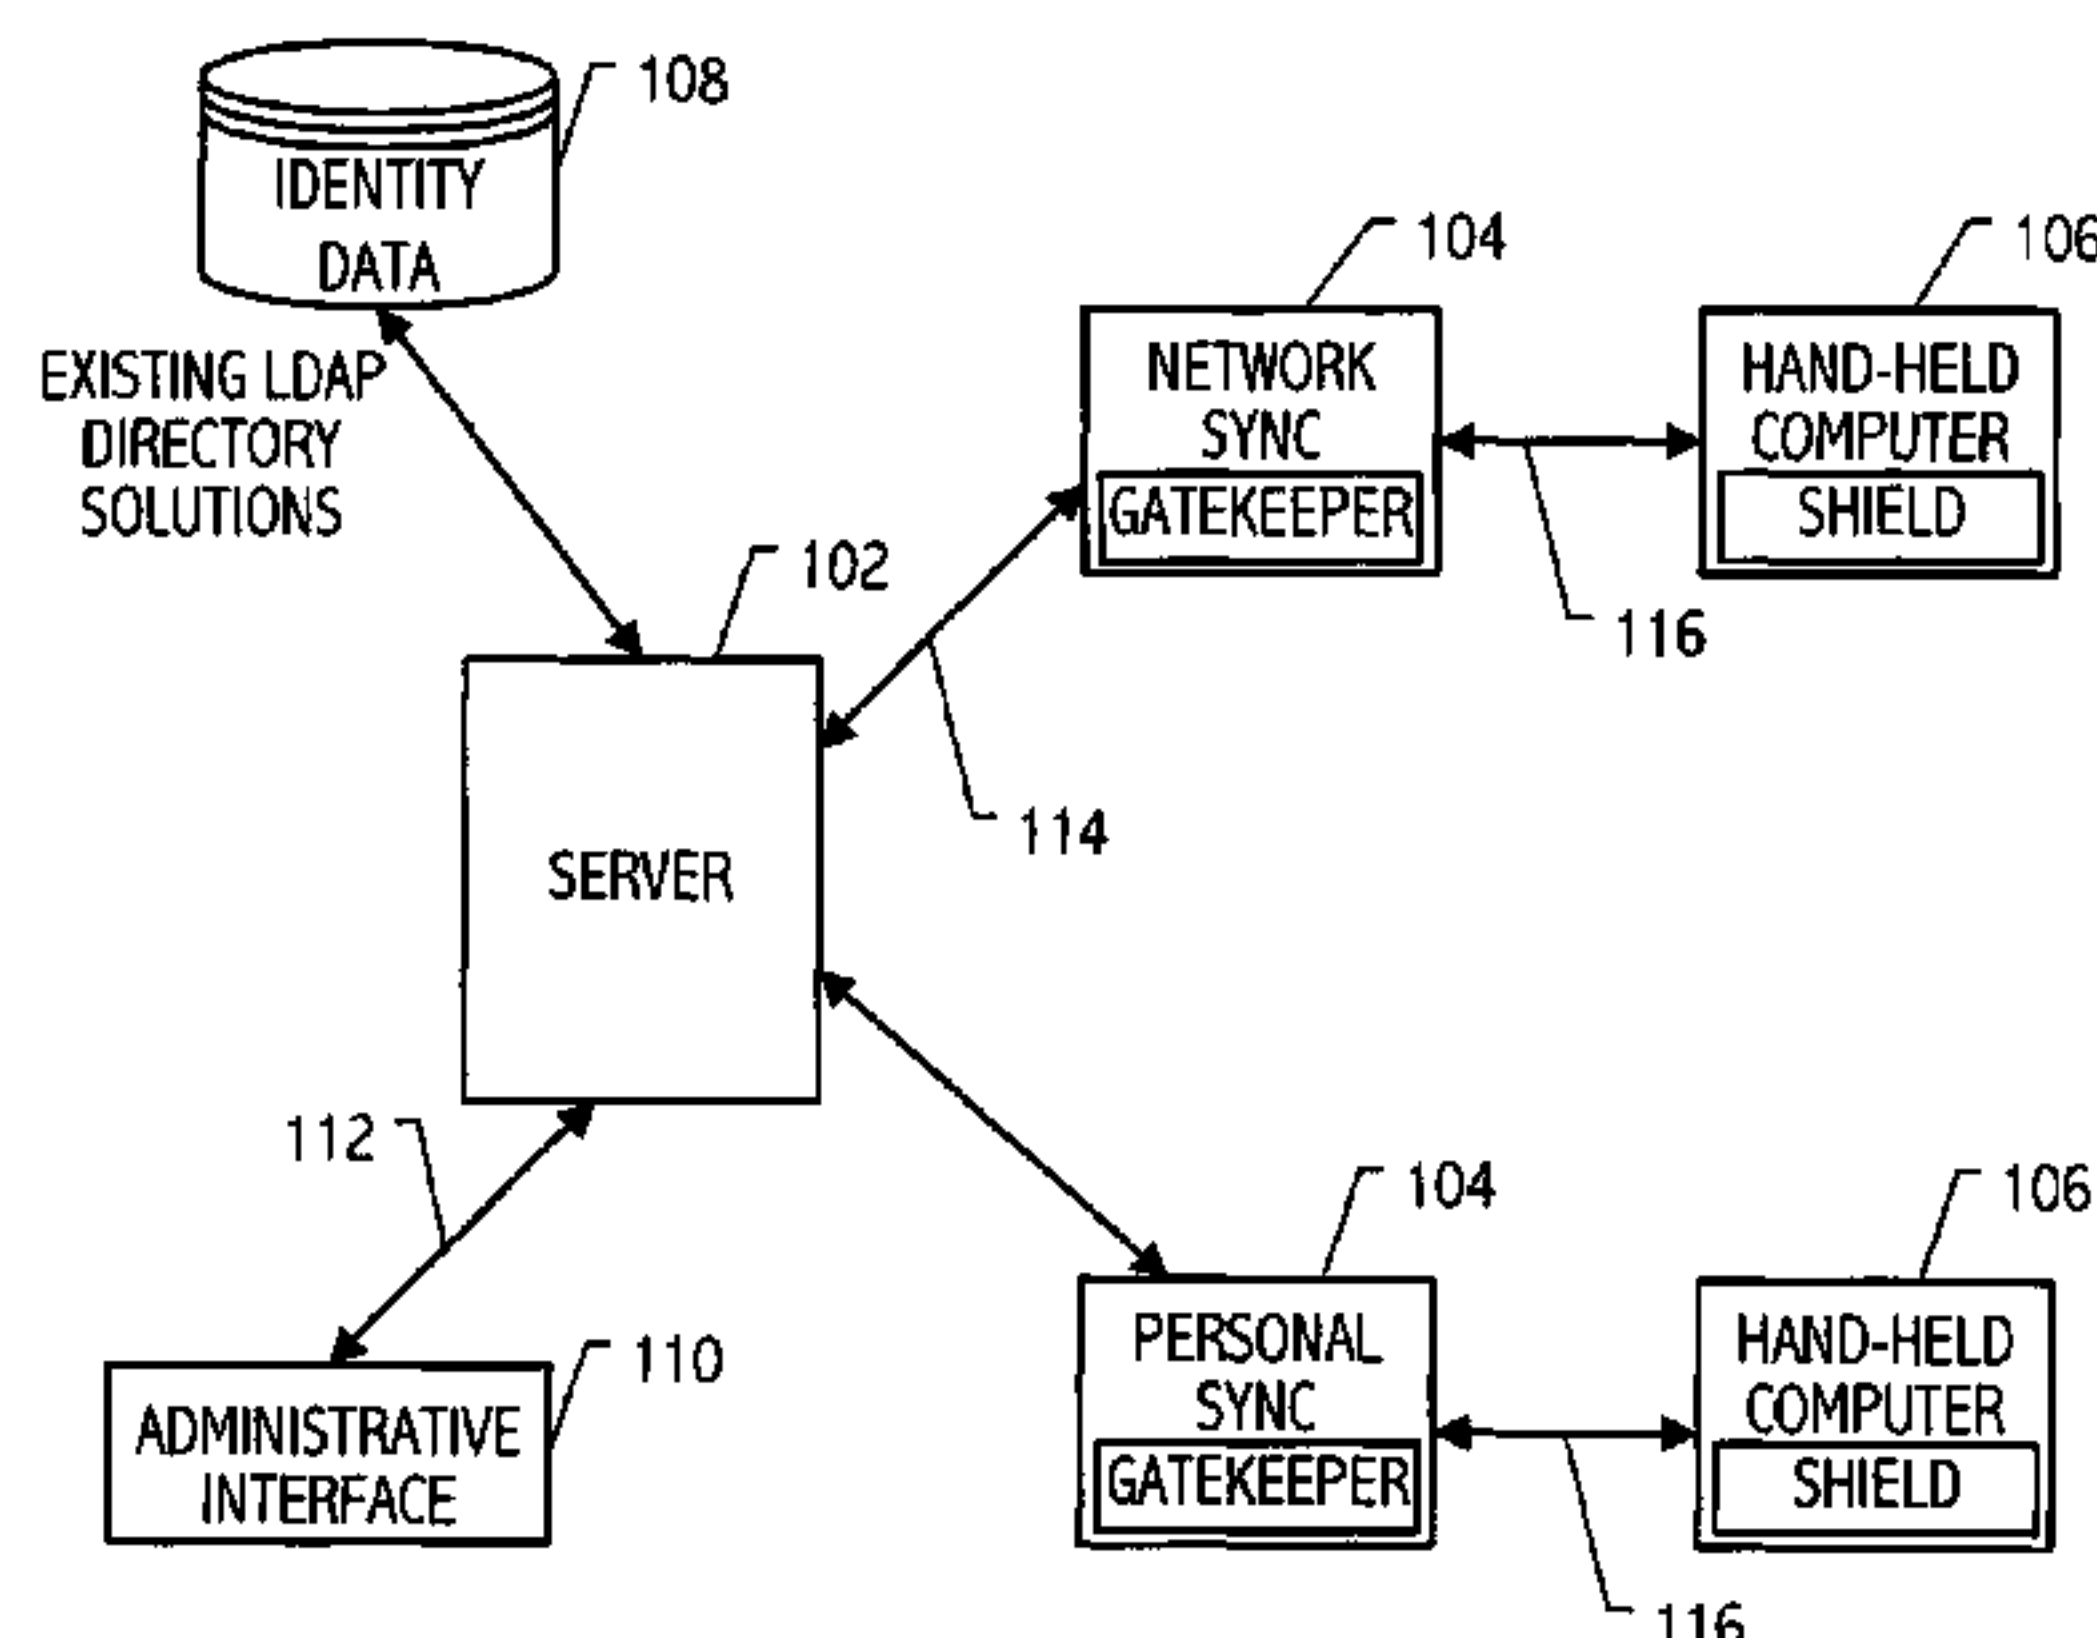 108
IDENTITY
DATA
EXISTING LDAP
DIRECTORY
SOLUTIONS
104
NETWORK
SYNC
GATEKEEPER
106
HAND-HELD
COMPUTER
SHIELD
116
102
SERVER
114
112
110
ADMINISTRATIVE
INTERFACE
104
PERSONAL
SYNC
GATEKEEPER
106
HAND-HELD
COMPUTER
SHIELD
116